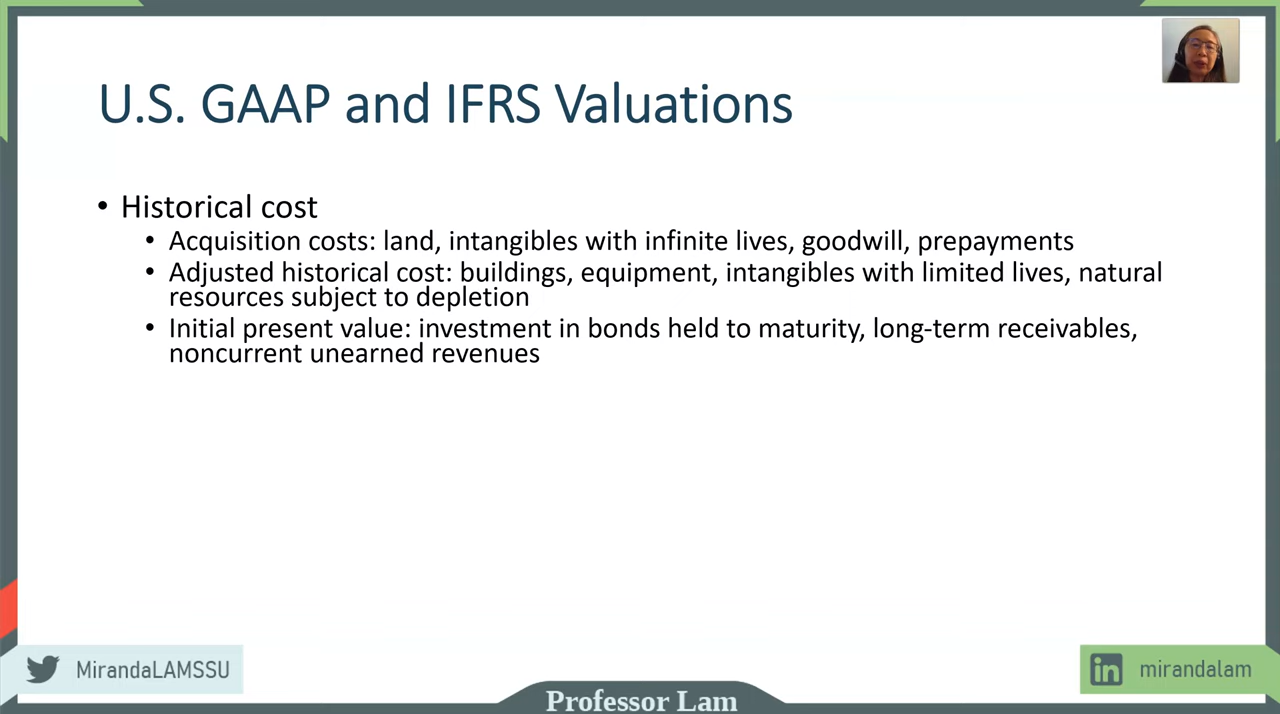 U.S. GAAP and IFRS Valuations
• Historical cost
• Acquisition costs: land, intangibles with infinite lives, goodwill, prepayments
• Adjusted historical cost: buildings, equipment, intangibles with limited lives, natural
resources subject to depletion
• Initial present value: investment in bonds held to maturity, long-term receivables,
noncurrent unearned revenues
MirandaLAMSSU
in mirandalam
Professor Lam